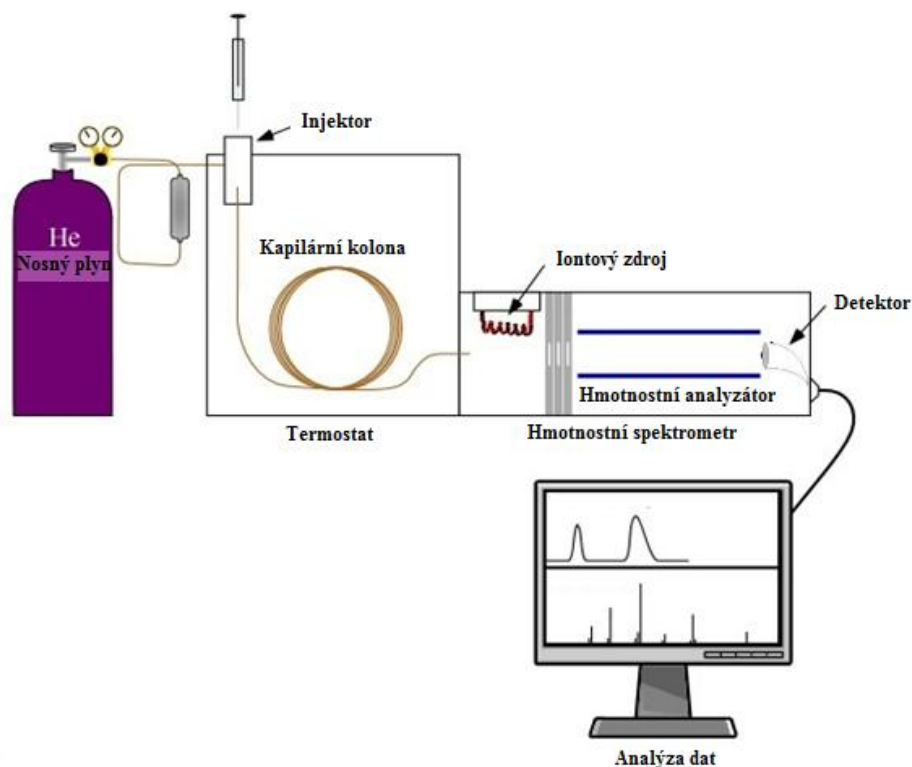 Injektor
He
Nosný plyn
Kapilární kolona
Iontový zdroj
Detektor
Hmotnostní analyzátor
Termostat
Hmotnostní spektrometr
Analýza dat